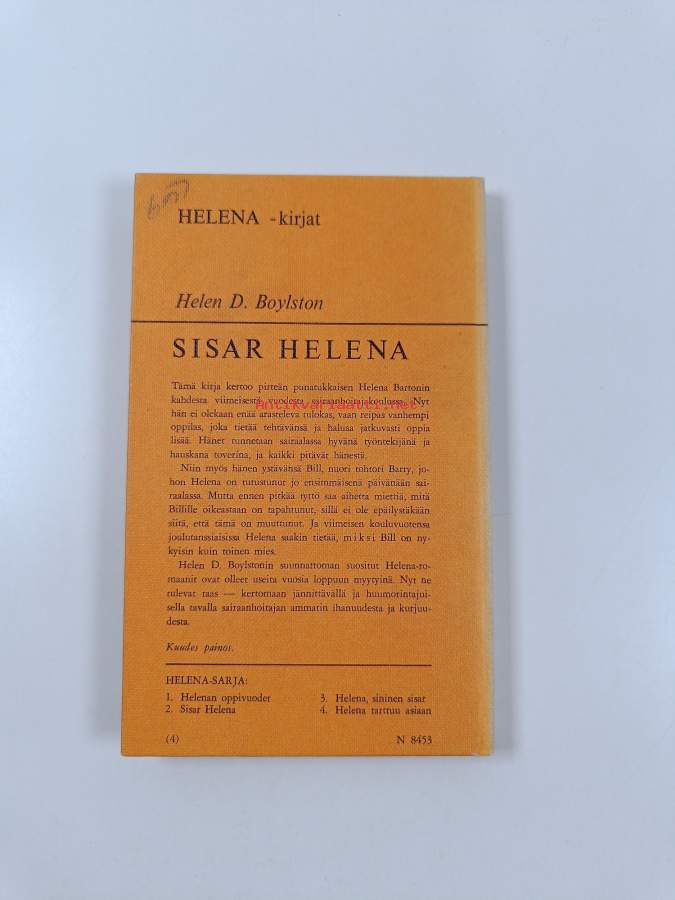 HELENA -kirjat
Helen D. Boylston
SISAR HELENA
Tämä kirja kertoo pirteän punatukkaisen Helena Bartonin
kahdesta viimeisestä vuodesta sairaanhoitajakoulussa. Nyt
Antikvariaatti.net
hän ei olekaan enää arasteleva tulokas, vaan reipas vanhempi
oppilas, joka tietää tehtävänsä ja haluaa jatkuvasti oppia
lisää. Hänet tunnetaan sairaalassa hyvänä työntekijänä ja
hauskana toverina, ja kaikki pitävät hänestä.
Niin myös hänen ystävänsä Bill, nuori tohtori Barry, jo-
hon Helena on tutustunut jo ensimmäisenä päivänään sai-
raalassa. Mutta ennen pitkää tyttö saa aihetta miettiä, mitä
Billille oikeastaan on tapahtunut, sillä ei ole epäilystäkään
siitä, että tämä on muuttunut. Ja viimeisen kouluvuotensa
joulutanssiaisissa Helena saakin tietää, miksi Bill on ny-
kyisin kuin toinen mies.
Helen D. Boylstonin suunnattoman suositut Helena-ro-
maanit ovat olleet useita vuosia loppuun myytyinä. Nyt ne
tulevat taas — kertomaan jännittävällä ja huumorintajui-
sella tavalla sairaanhoitajan ammatin ihanuudesta ja kurjuu-
desta.
Kuudes painos.
HELENA-SARJA:
1. Helenan oppivuodet
2. Sisar Helena
3. Helena, sininen sisar
4. Helena tarttuu asiaan
(4)
N 8453